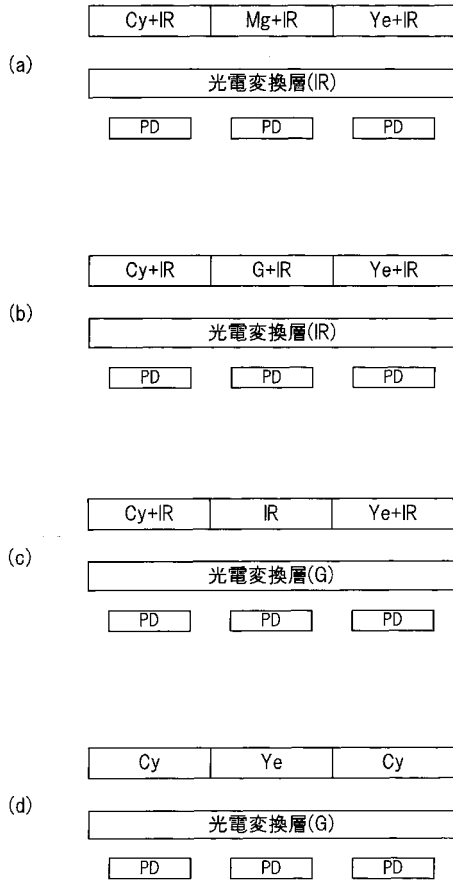 Cy+IR Mg+IR Ye+IR
(a)
光電変換層(IR)
PD PD PD
Cy+IR G+IR Ye+IR
(b)
光電変換層(IR)
PD PD PD
Cy+IR IR Ye+IR
(c)
光電変換層(G)
PD PD PD
Cy Ye Cy
(d)
光電変換層(G)
PD PD PD